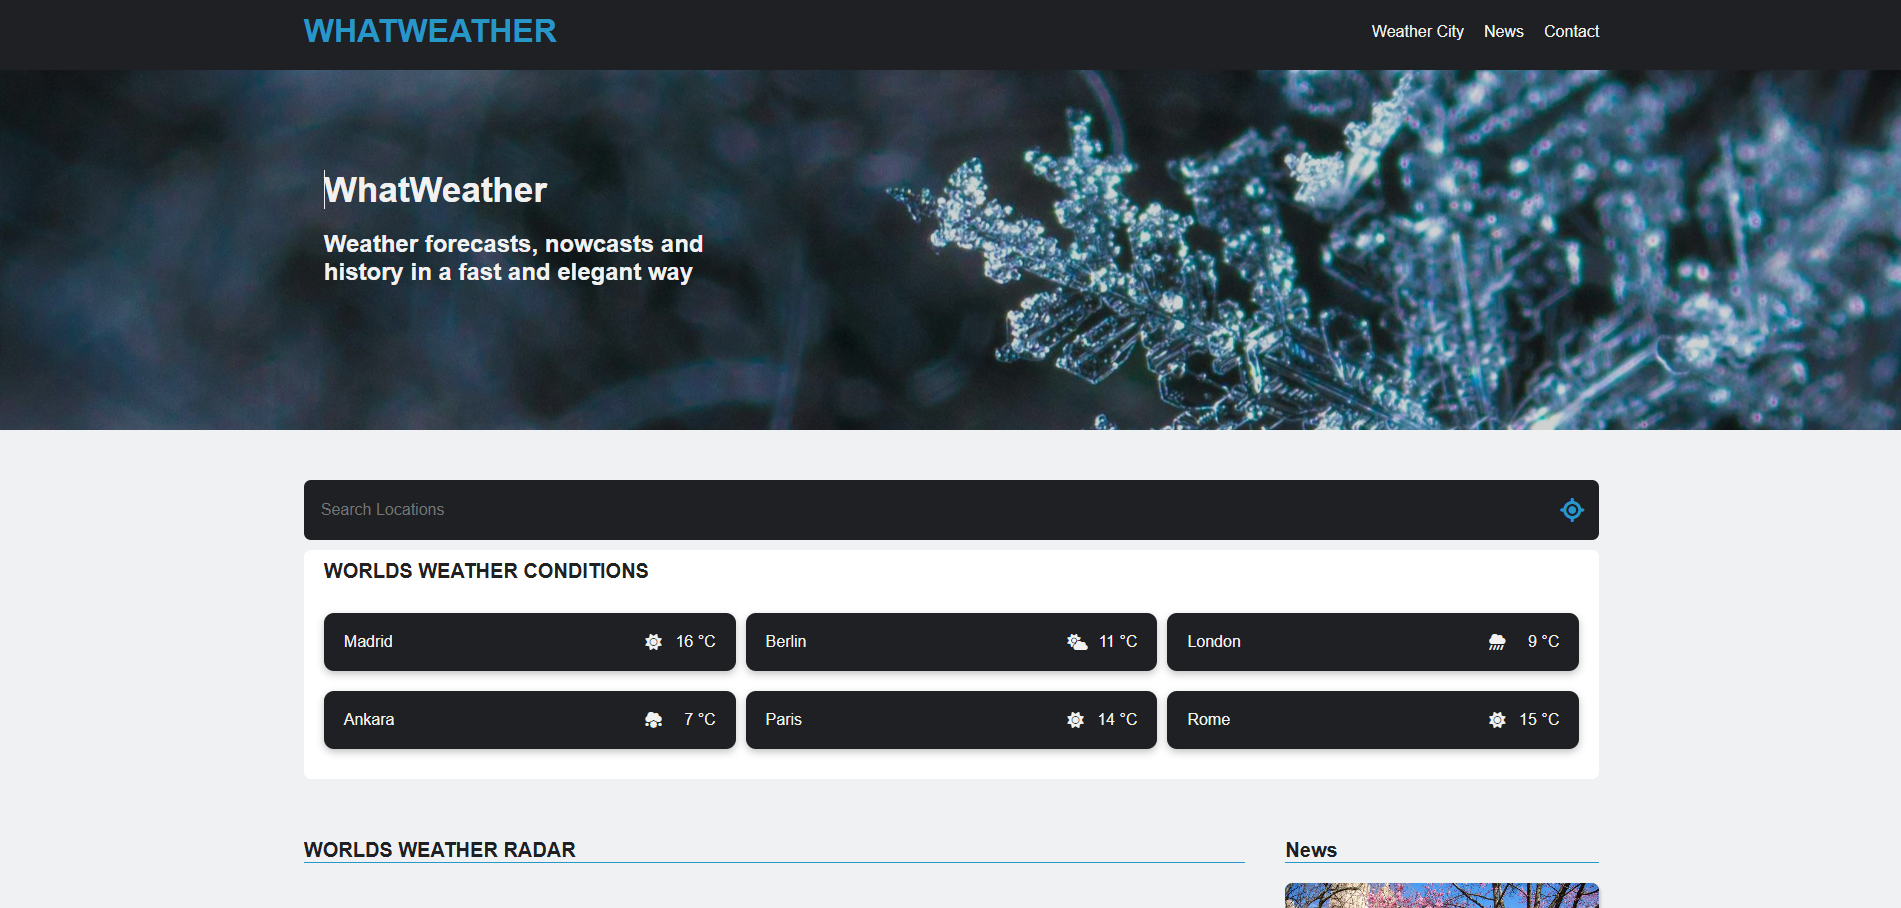 WHATWEATHER
Weather City
News
Contact
WhatWeather
Weather forecasts, nowcasts and
history in a fast and elegant way
Search Locations
WORLDS WEATHER CONDITIONS
Madrid 16 °C
Berlin 11 °C
London 9 °C
Ankara 7 °C
Paris 14 °C
Rome 15 °C
WORLDS WEATHER RADAR
News